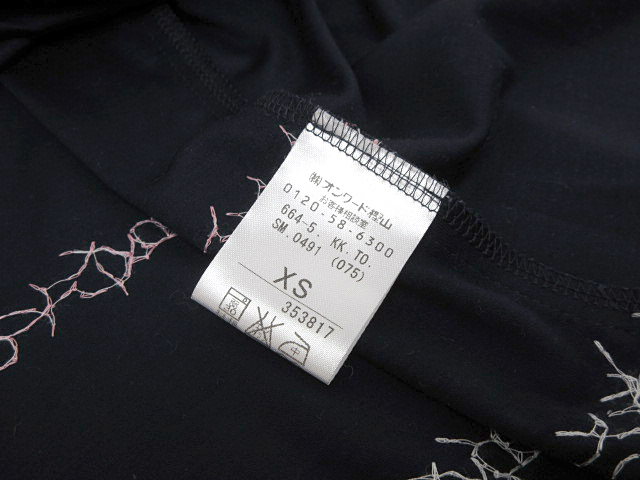 (株)オンワード樫山
お客様相談室
0120-58-6300
664-5. KK. TO.
SM. 0491 (075)
XS
353817